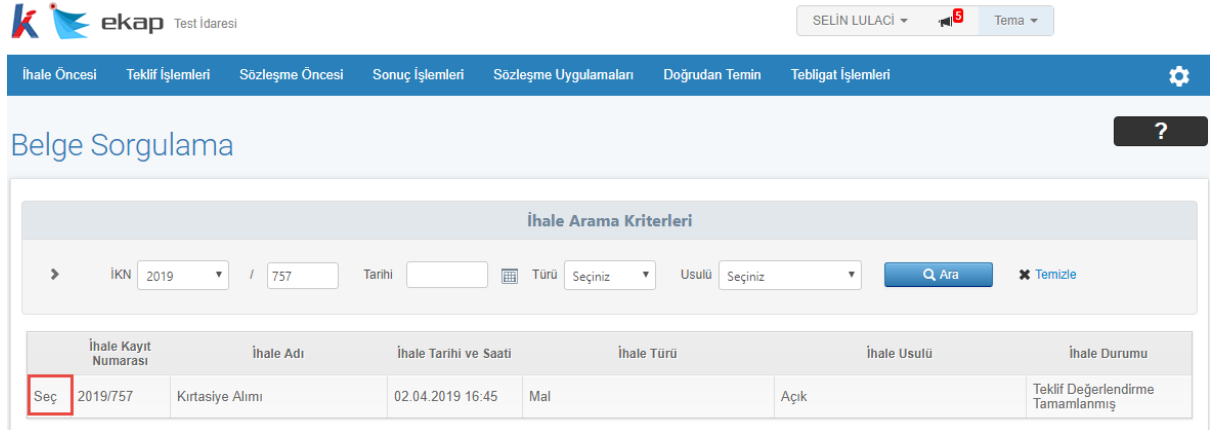 ekap Test İdaresi SELİN LULACİ 5 Tema
İhale Öncesi Teklif İşlemleri Sözleşme Öncesi Sonuç İşlemleri Sözleşme Uygulamaları Doğrudan Temin Tebligat İşlemleri
?
Belge Sorgulama
İhale Arama Kriterleri
İKN 2019 / 757 Tarihi Türü Seçiniz Usulü Seçiniz Ara Temizle
İhale Kayıt Numarası İhale Adı İhale Tarihi ve Saati İhale Türü İhale Usulü İhale Durumu
Seç 2019/757 Kırtasiye Alımı 02.04.2019 16:45 Mal Açık Teklif Değerlendirme Tamamlanmış